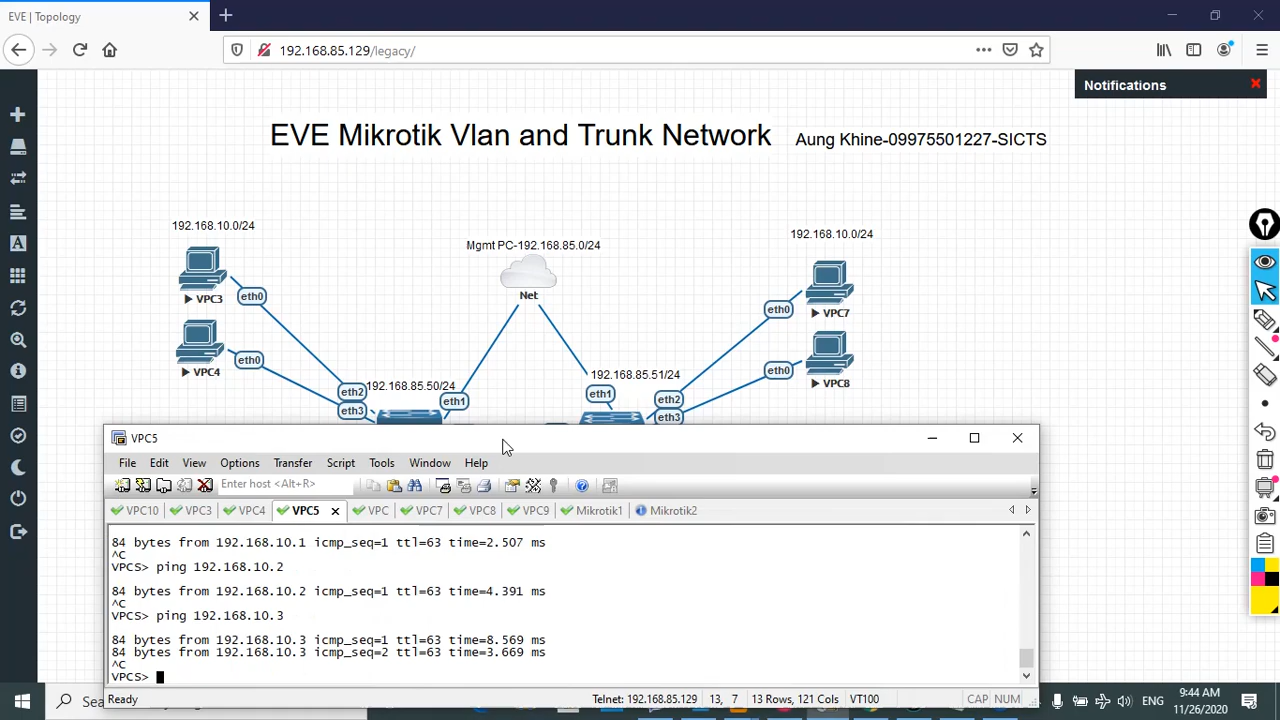 EVE | Topology
192.168.85.129/legacy/
Notifications
EVE Mikrotik Vlan and Trunk Network
Aung Khine-09975501227-SICTS
192.168.10.0/24
Mgmt PC-192.168.85.0/24
192.168.10.0/24
Net
VPC3
eth0
VPC7
eth0
VPC4
eth0
VPC8
eth0
192.168.85.50/24
192.168.85.51/24
eth2
eth1
eth1
eth2
eth3
eth3
VPC5
File Edit View Options Transfer Script Tools Window Help
Enter host <Alt+R>
VPC10 VPC3 VPC4 VPC5 VPC VPC7 VPC8 VPC9 Mikrotik1 Mikrotik2
84 bytes from 192.168.10.1 icmp_seq=1 ttl=63 time=2.507 ms
^C
VPCS> ping 192.168.10.2
84 bytes from 192.168.10.2 icmp_seq=1 ttl=63 time=4.391 ms
^C
VPCS> ping 192.168.10.3
84 bytes from 192.168.10.3 icmp_seq=1 ttl=63 time=8.569 ms
84 bytes from 192.168.10.3 icmp_seq=2 ttl=63 time=3.669 ms
^C
VPCS>
Ready Telnet: 192.168.85.129 13, 7 13 Rows, 121 Cols VT100 CAP NUM
ENG
9:44 AM
11/26/2020